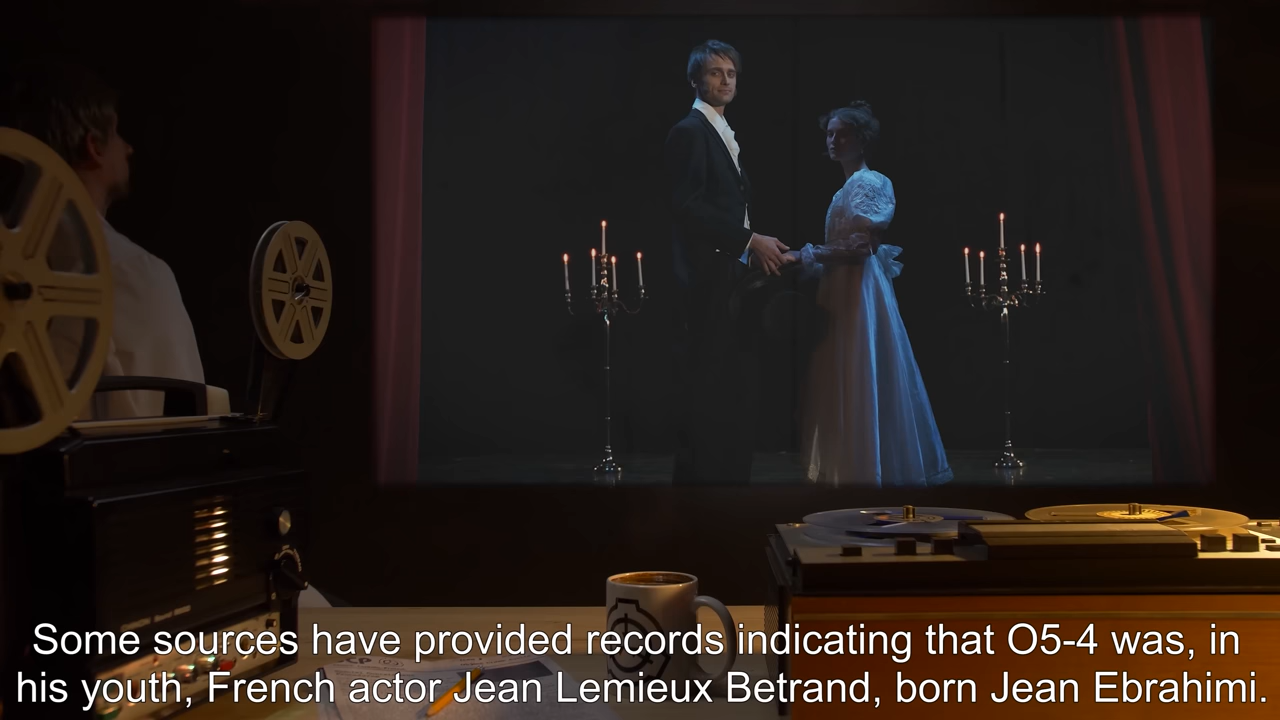 CP
Some sources have provided records indicating that O5-4 was, in
his youth, French actor Jean Lemieux Betrand, born Jean Ebrahimi.